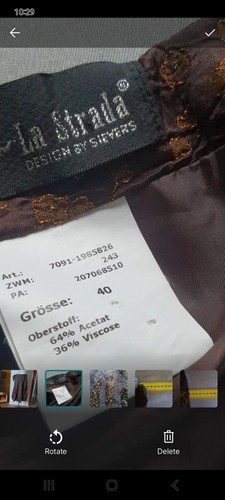 10:29
La Strada ®
DESIGN BY SIEVERS
Art.: 7091-1985B26
ZWM: 243
PA: 207068510
Grösse: 40
Oberstoff:
64% Acetat
36% Viscose
Rotate
Delete